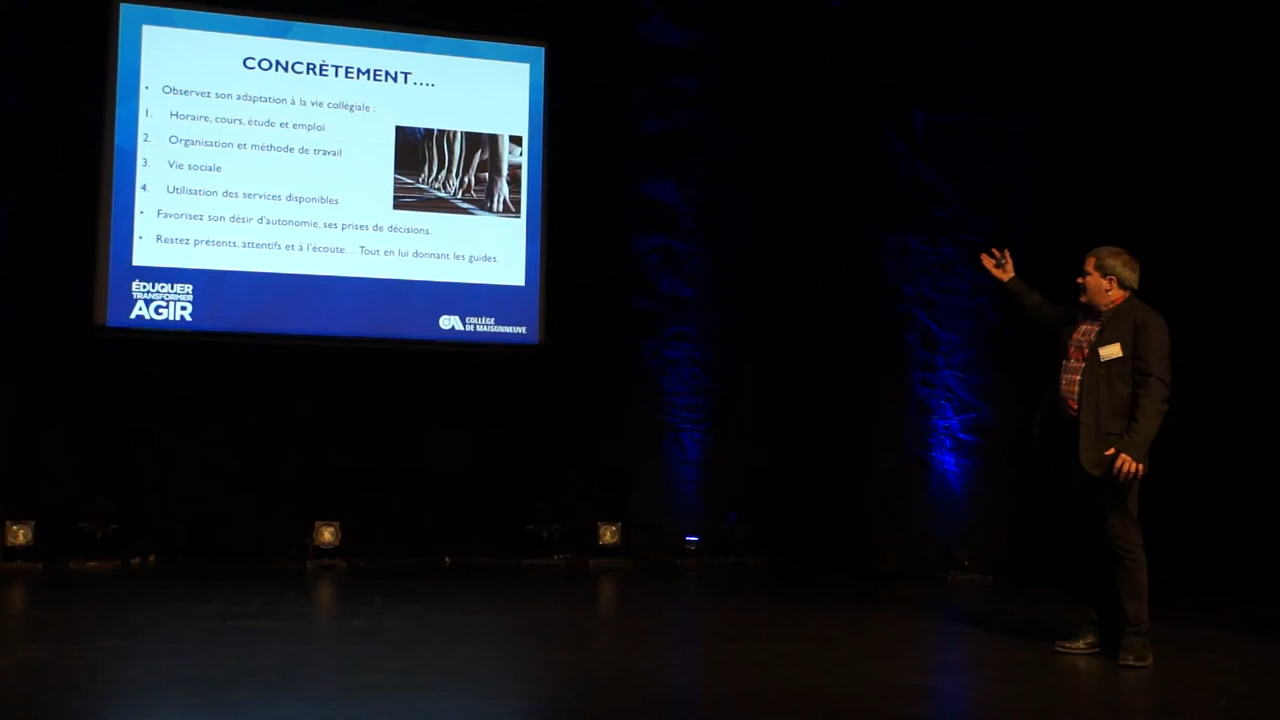 CONCRÈTEMENT....
• Observez son adaptation à la vie collégiale :
1. Horaire, cours, étude et emploi
2. Organisation et méthode de travail
3. Vie sociale
4. Utilisation des services disponibles
• Favorisez son désir d'autonomie, ses prises de décisions.
• Restez présents, attentifs et à l'écoute... Tout en lui donnant les guides.
ÉDUQUER
TRANSFORMER
AGIR
COLLÈGE
DE MAISONNEUVE